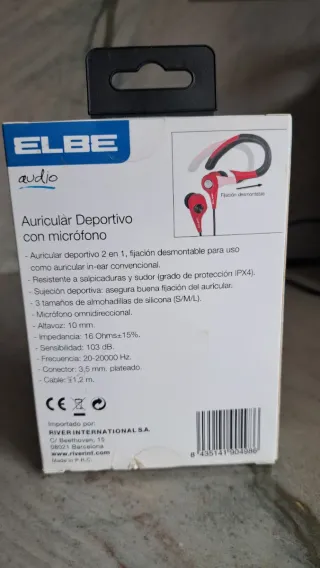 ELBE
audio
Fijación desmontable
Auricular Deportivo
con micrófono
- Auricular deportivo 2 en 1, fijación desmontable para uso
como auricular in-ear convencional.
- Resistente a salpicaduras y sudor (grado de protección IPX4).
- Sujeción deportiva: asegura buena fijación del auricular.
- 3 tamaños de almohadillas de silicona (S/M/L).
- Micrófono omnidireccional.
- Altavoz: 10 mm.
- Impedancia: 16 Ohms±15%.
- Sensibilidad: 103 dB.
- Frecuencia: 20-20000 Hz.
- Conector: 3,5 mm. plateado.
- Cable: 1,2 m.
CE
Importado por:
RIVER INTERNATIONAL S.A.
C/ Beethoven, 15
08021 Barcelona
www.riverint.com
Made in P.R.C.
8 435141 904986